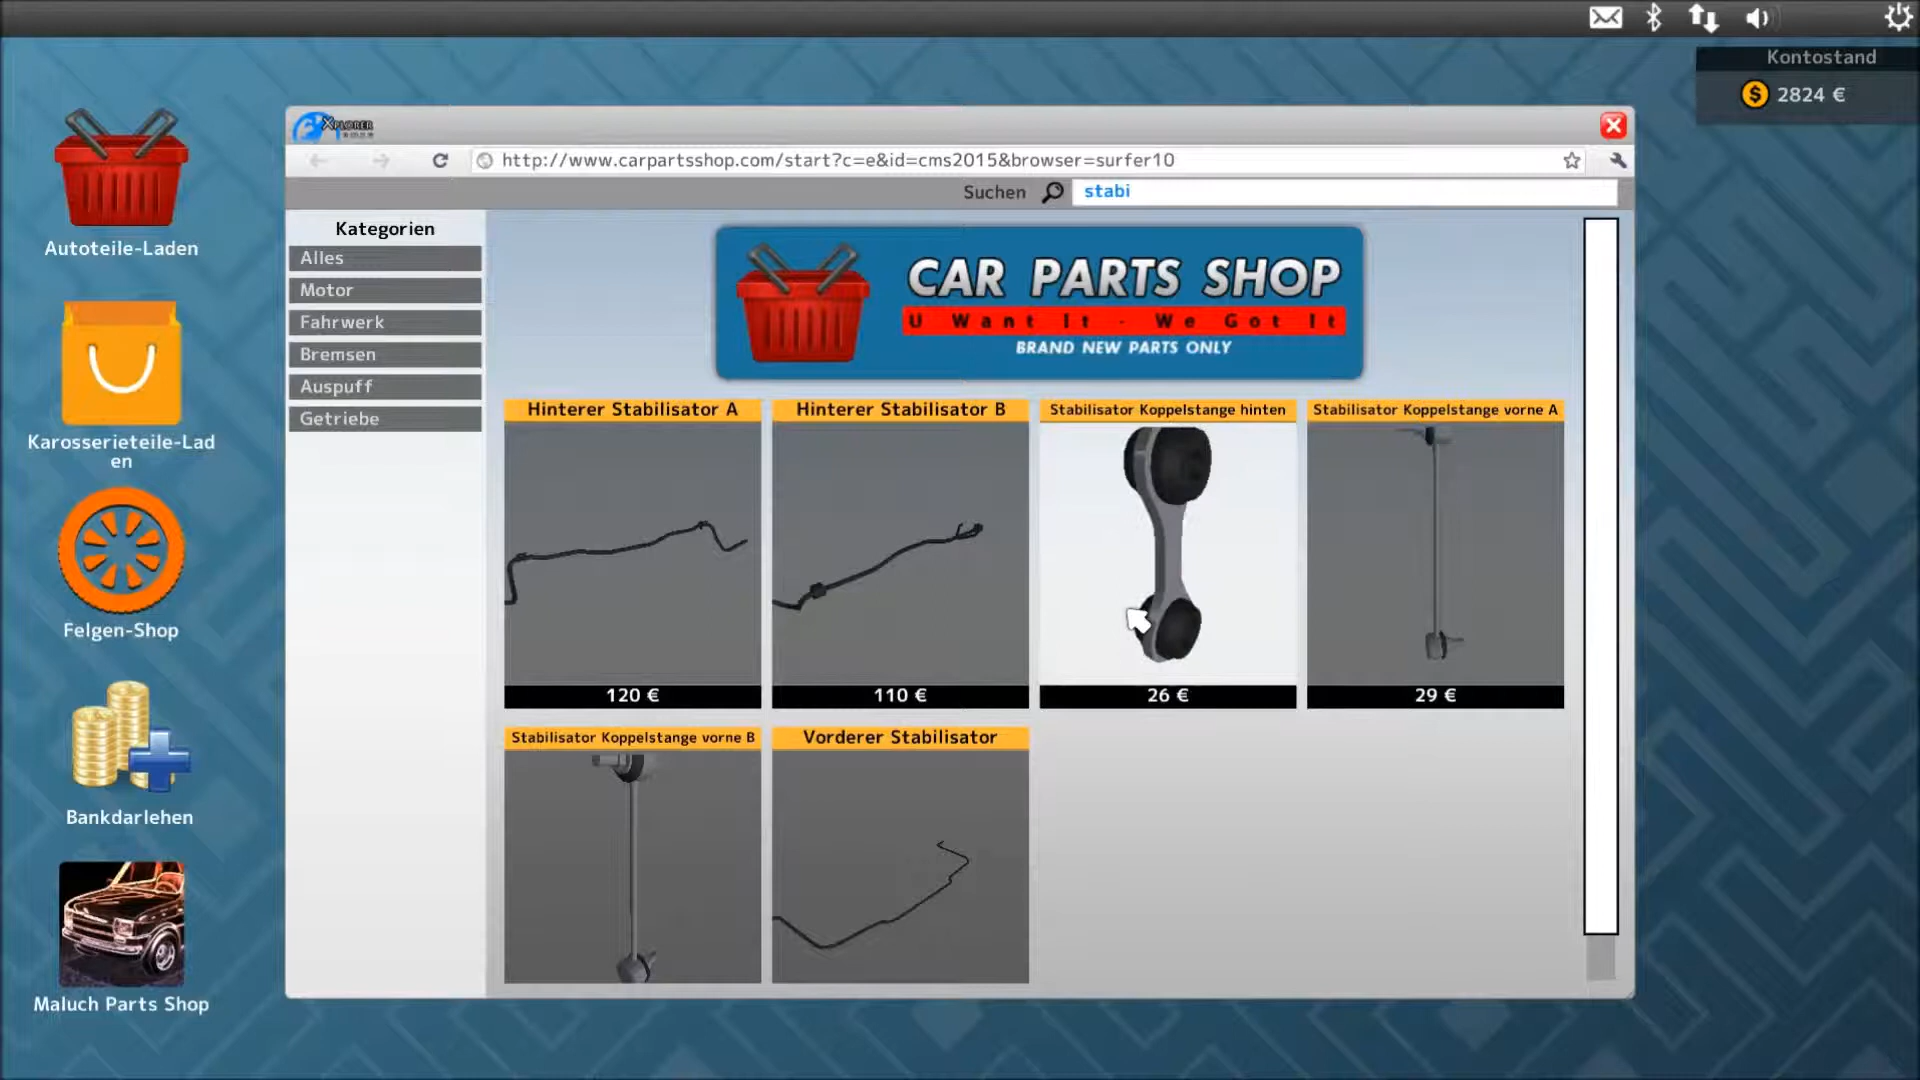 Kontostand
2824 €
Autoteile-Laden
Karosserieteile-Lad
en
Felgen-Shop
Bankdarlehen
Maluch Parts Shop
XPLORER
http://www.carpartsshop.com/start?c=e&id=cms2015&browser=surfer10
Suchen
stabi
Kategorien
Alles
Motor
Fahrwerk
Bremsen
Auspuff
Getriebe
CAR PARTS SHOP
U Want It - We Got It
BRAND NEW PARTS ONLY
Hinterer Stabilisator A
120 €
Hinterer Stabilisator B
110 €
Stabilisator Koppelstange hinten
26 €
Stabilisator Koppelstange vorne A
29 €
Stabilisator Koppelstange vorne B
Vorderer Stabilisator